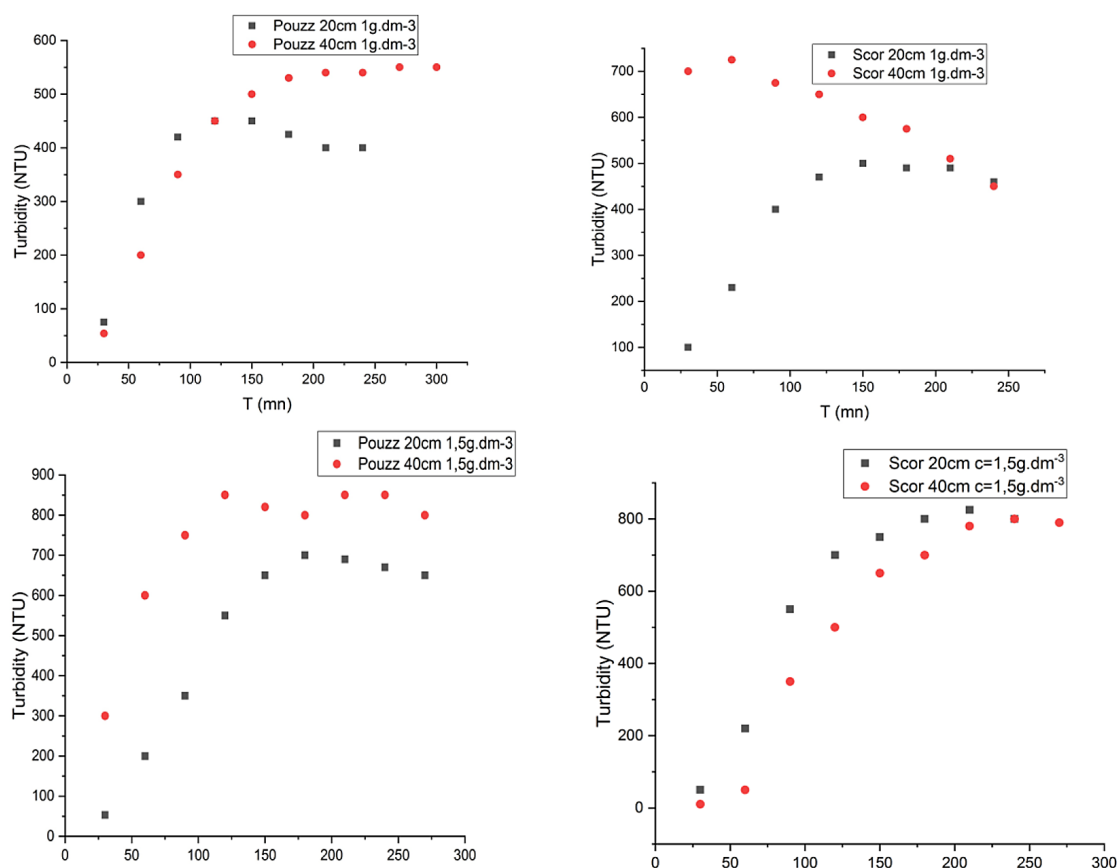 Pouzz 20cm 1g.dm-3
Pouzz 40cm 1g.dm-3
600
500
400
300
200
100
0
Turbidity (NTU)
0 50 100 150 200 250 300
T (mn)
Scor 20cm 1g.dm-3
Scor 40cm 1g.dm-3
700
600
500
400
300
200
100
Turbidity (NTU)
0 50 100 150 200 250
T (mn)
Pouzz 20cm 1,5g.dm-3
Pouzz 40cm 1,5g.dm-3
900
800
700
600
500
400
300
200
100
0
Turbidity (NTU)
0 50 100 150 200 250 300
Scor 20cm c=1,5g.dm⁻³
Scor 40cm c=1,5g.dm⁻³
800
600
400
200
0
Turbidity (NTU)
0 50 100 150 200 250 300